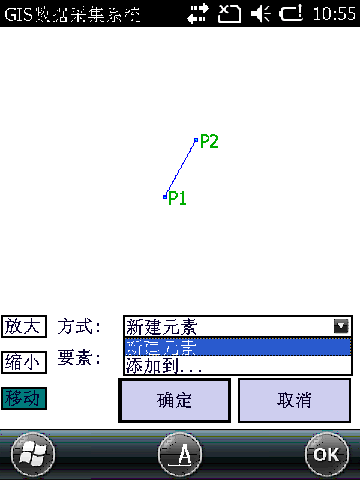 GIS数据采集系统 10:55
P2
P1
放大 方式: 新建元素
新建元素
缩小 要素: 添加到...
移动 确定 取消
A OK